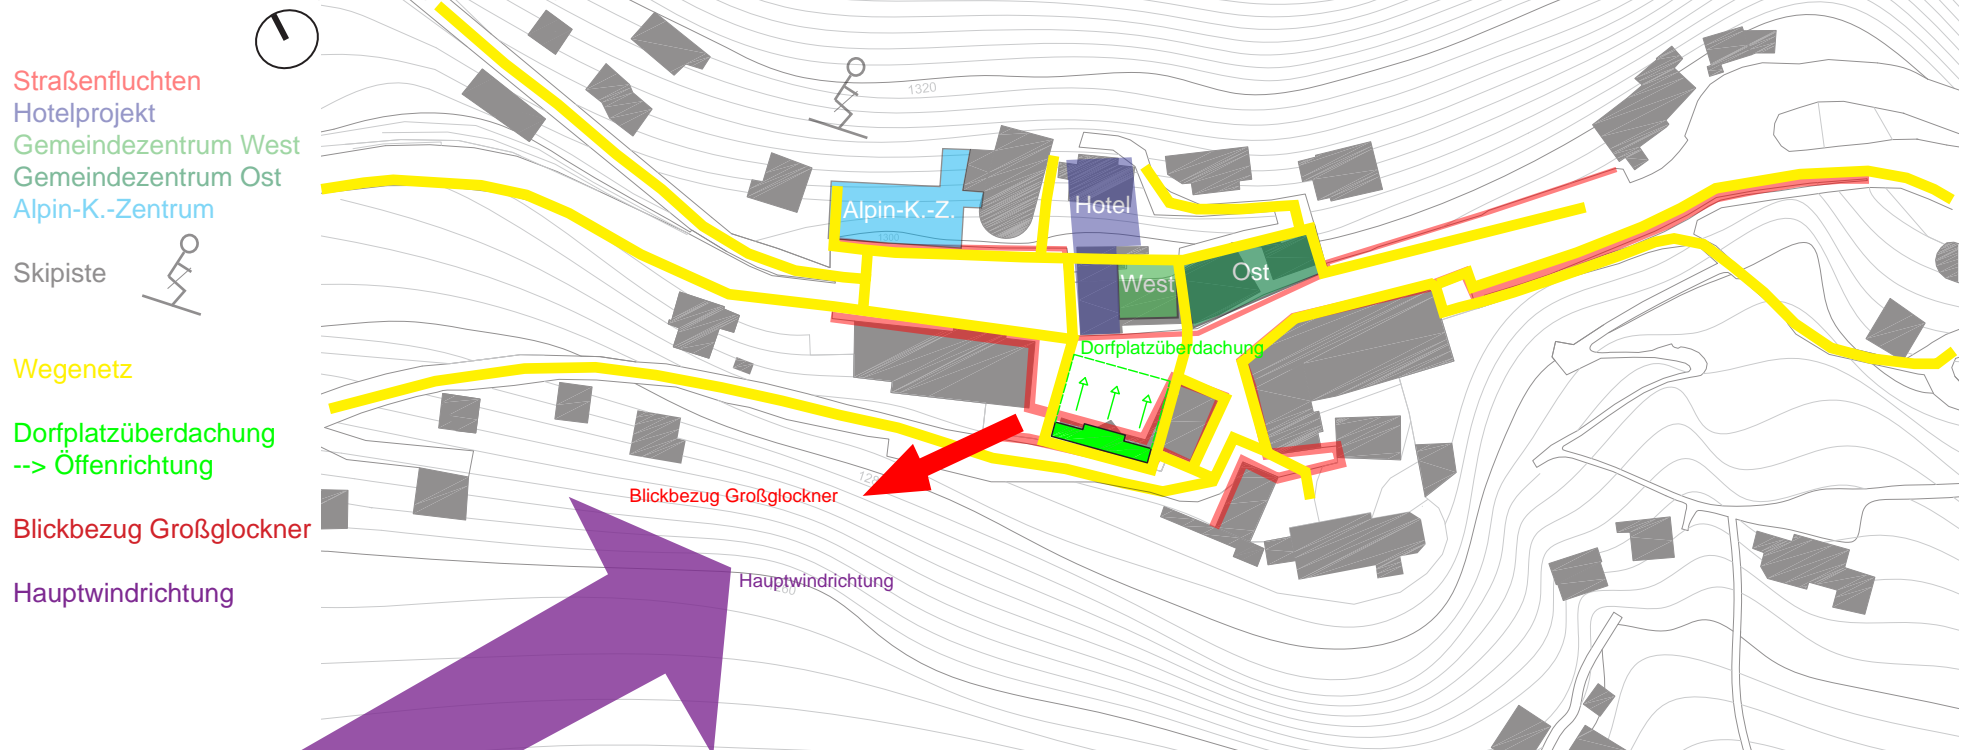 Straßenfluchten
Hotelprojekt
Gemeindezentrum West
Gemeindezentrum Ost
Alpin-K.-Zentrum
Skipiste
Wegenetz
Dorfplatzüberdachung
--> Öffenrichtung
Blickbezug Großglockner
Hauptwindrichtung
1320
Alpin-K.-Z.
Hotel
1300
West
Ost
Dorfplatzüberdachung
Blickbezug Großglockner
Hauptwindrichtung